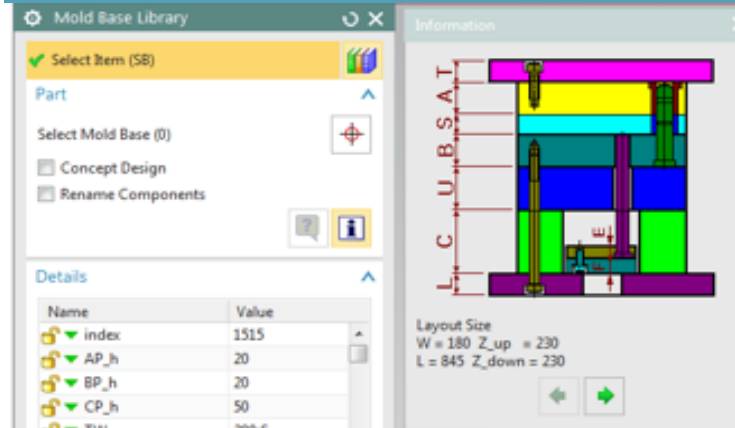 Mold Base Library
Select Item (SB)
Part
Select Mold Base (0)
Concept Design
Rename Components
Details
Name Value
index 1515
AP_h 20
BP_h 20
CP_h 50
Information
T
A
S
B
U
C
L
E
F
Layout Size
W = 180 Z_up = 230
L = 845 Z_down = 230